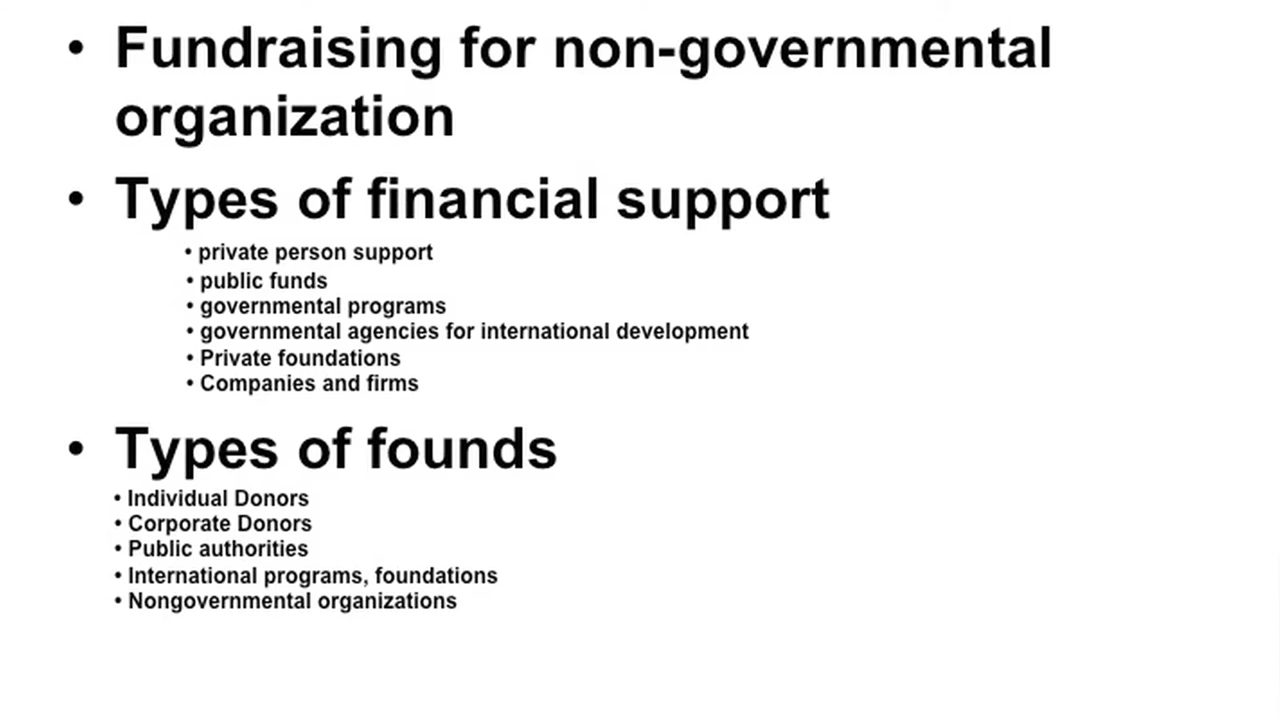 • Fundraising for non-governmental
organization
• Types of financial support
• private person support
• public funds
• governmental programs
• governmental agencies for international development
• Private foundations
• Companies and firms
• Types of founds
• Individual Donors
• Corporate Donors
• Public authorities
• International programs, foundations
• Nongovernmental organizations